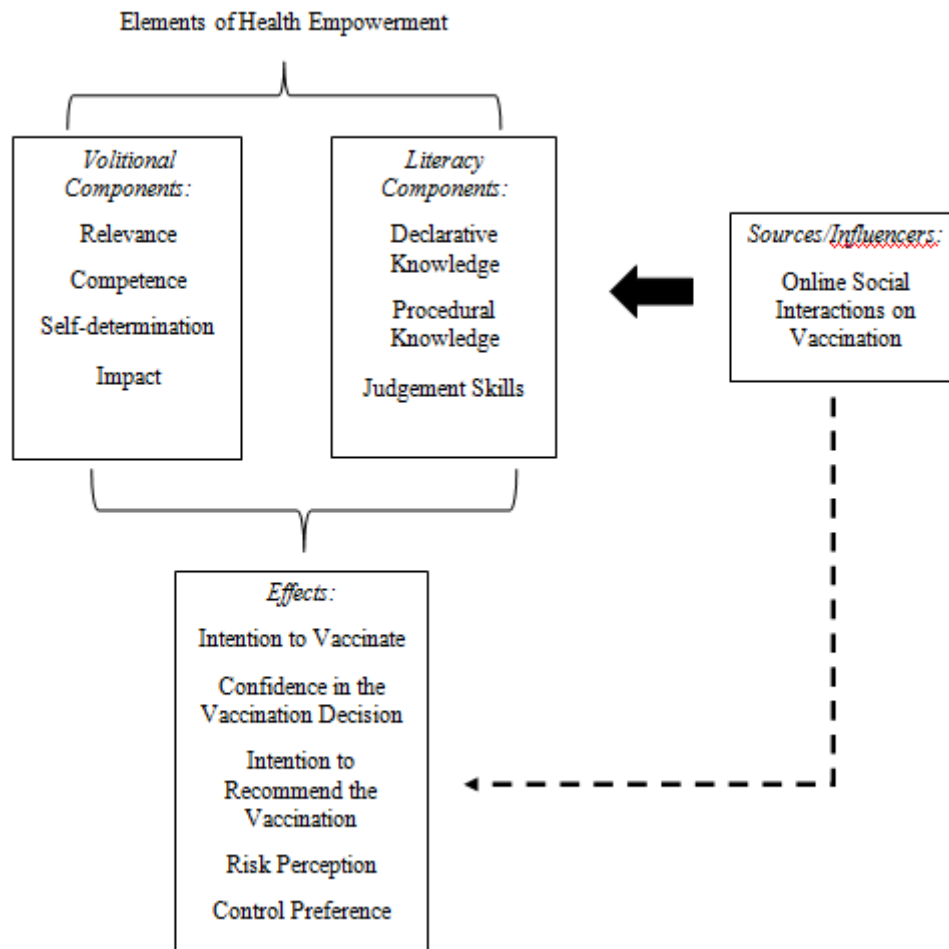 Elements of Health Empowerment
Volitional
Components:
Relevance
Competence
Self-determination
Impact
Literacy
Components:
Declarative
Knowledge
Procedural
Knowledge
Judgement Skills
Sources/Influencers:
Online Social
Interactions on
Vaccination
Effects:
Intention to Vaccinate
Confidence in the
Vaccination Decision
Intention to
Recommend the
Vaccination
Risk Perception
Control Preference